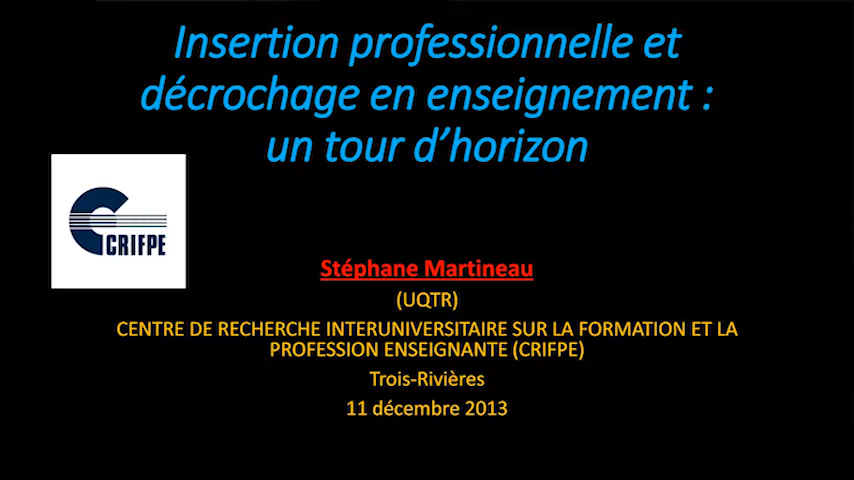 Insertion professionnelle et
décrochage en enseignement :
un tour d’horizon
CRIFPE
Stéphane Martineau
(UQTR)
CENTRE DE RECHERCHE INTERUNIVERSITAIRE SUR LA FORMATION ET LA
PROFESSION ENSEIGNANTE (CRIFPE)
Trois-Rivières
11 décembre 2013